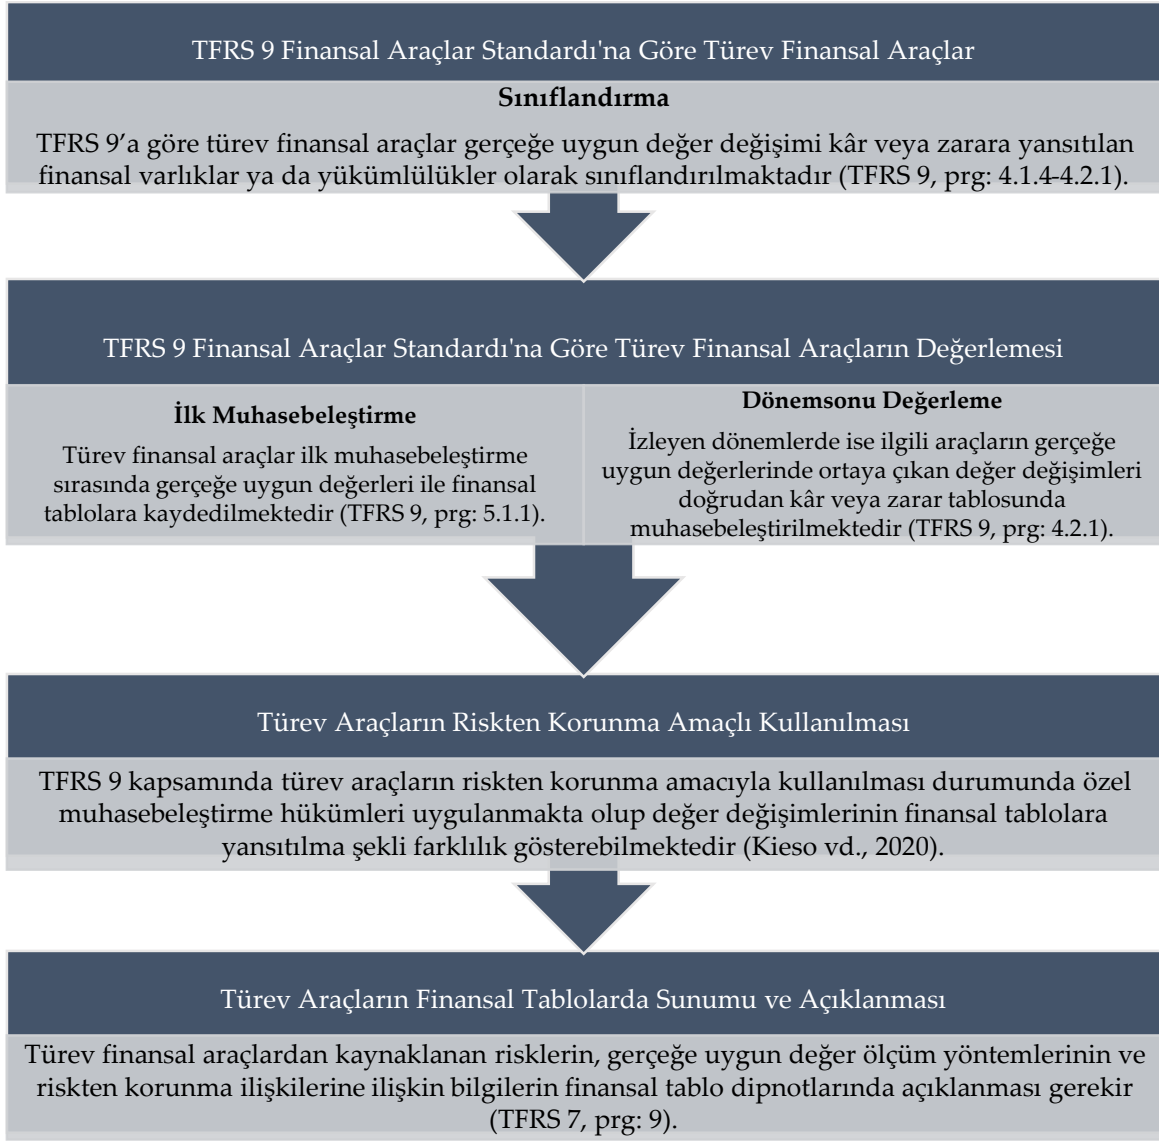 TFRS 9 Finansal Araçlar Standardı'na Göre Türev Finansal Araçlar
Sınıflandırma
TFRS 9’a göre türev finansal araçlar gerçeğe uygun değer değişimi kâr veya zarara yansıtılan
finansal varlıklar ya da yükümlülükler olarak sınıflandırılmaktadır (TFRS 9, prg: 4.1.4-4.2.1).
TFRS 9 Finansal Araçlar Standardı'na Göre Türev Finansal Araçların Değerlemesi
İlk Muhasebeleştirme
Türev finansal araçlar ilk muhasebeleştirme
sırasında gerçeğe uygun değerleri ile finansal
tablolara kaydedilmektedir (TFRS 9, prg: 5.1.1).
Dönemsonu Değerleme
İzleyen dönemlerde ise ilgili araçların gerçeğe
uygun değerlerinde ortaya çıkan değer değişimleri
doğrudan kâr veya zarar tablosunda
muhasebeleştirilmektedir (TFRS 9, prg: 4.2.1).
Türev Araçların Riskten Korunma Amaçlı Kullanılması
TFRS 9 kapsamında türev araçların riskten korunma amacıyla kullanılması durumunda özel
muhasebeleştirme hükümleri uygulanmakta olup değer değişimlerinin finansal tablolara
yansıtılma şekli farklılık gösterebilmektedir (Kieso vd., 2020).
Türev Araçların Finansal Tablolarda Sunumu ve Açıklanması
Türev finansal araçlardan kaynaklanan risklerin, gerçeğe uygun değer ölçüm yöntemlerinin ve
riskten korunma ilişkilerine ilişkin bilgilerin finansal tablo dipnotlarında açıklanması gerekir
(TFRS 7, prg: 9).